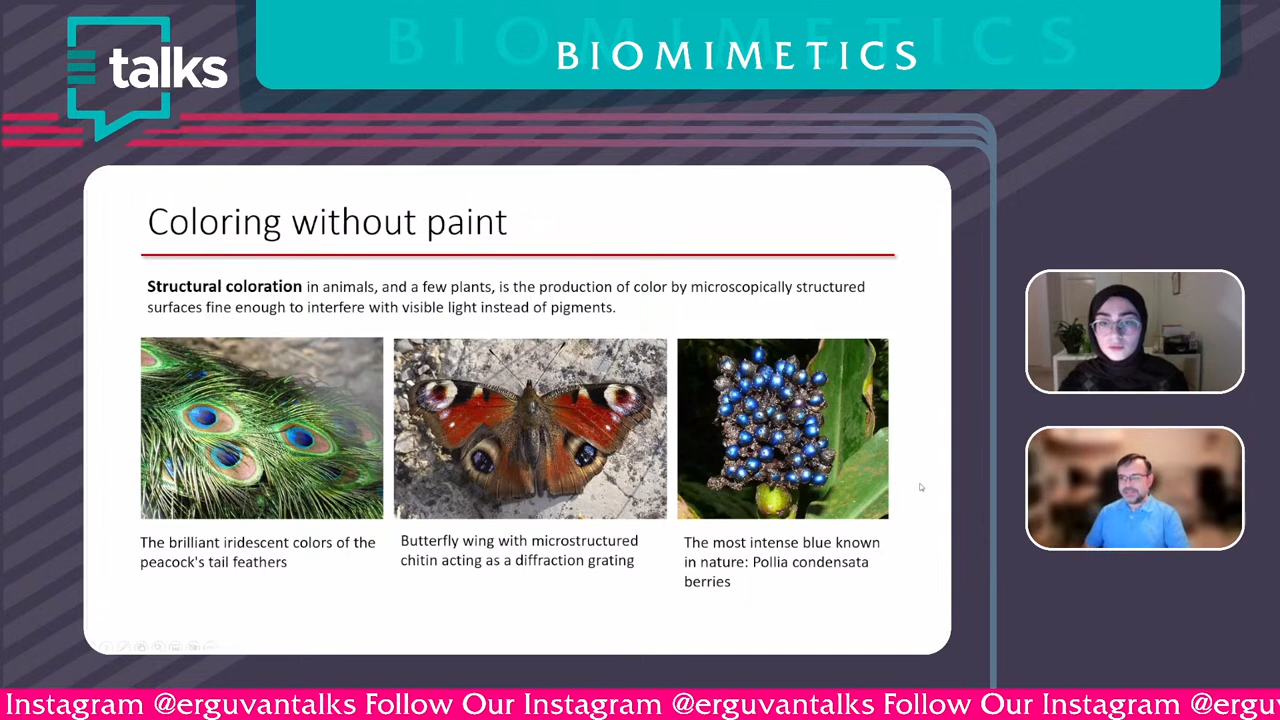 talks
BIOMIMETICS
BIOMIMETICS
Coloring without paint
Structural coloration in animals, and a few plants, is the production of color by microscopically structured
surfaces fine enough to interfere with visible light instead of pigments.
The brilliant iridescent colors of the
peacock's tail feathers
Butterfly wing with microstructured
chitin acting as a diffraction grating
The most intense blue known
in nature: Pollia condensata
berries
Instagram @erguvantalks Follow Our Instagram @erguvantalks Follow Our Instagram @ergu